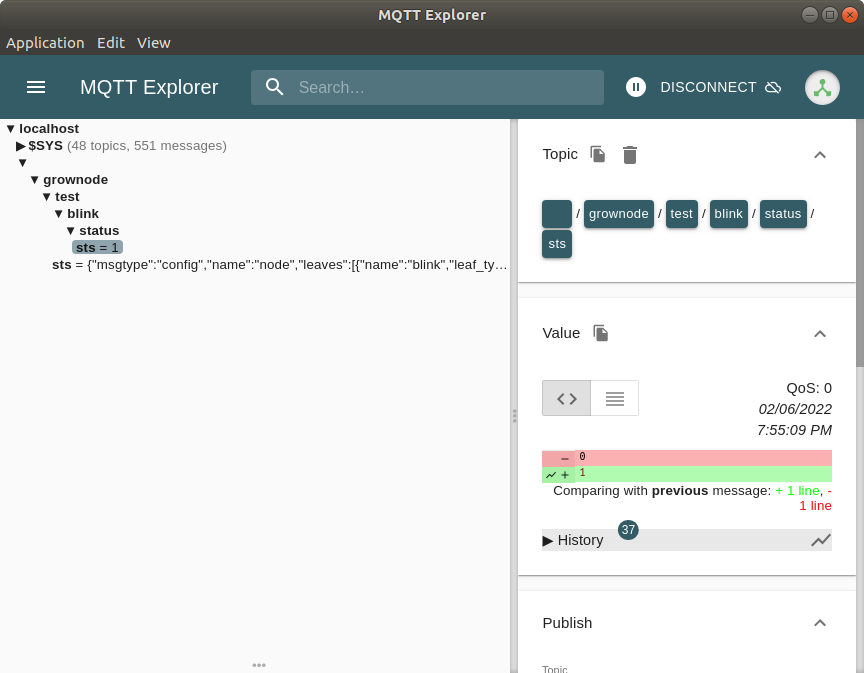 MQTT Explorer
Application Edit View
MQTT Explorer
Search…
DISCONNECT
▼ localhost
▶ $SYS (48 topics, 551 messages)
▼
▼ grownode
▼ test
▼ blink
▼ status
sts = 1
sts = {"msgtype":"config","name":"node","leaves":[{"name":"blink","leaf_ty…
Topic
/ grownode / test / blink / status /
sts
Value
QoS: 0
02/06/2022
7:55:09 PM
- 0
+ 1
Comparing with previous message: + 1 line, -
1 line
▶ History 37
Publish
Topic